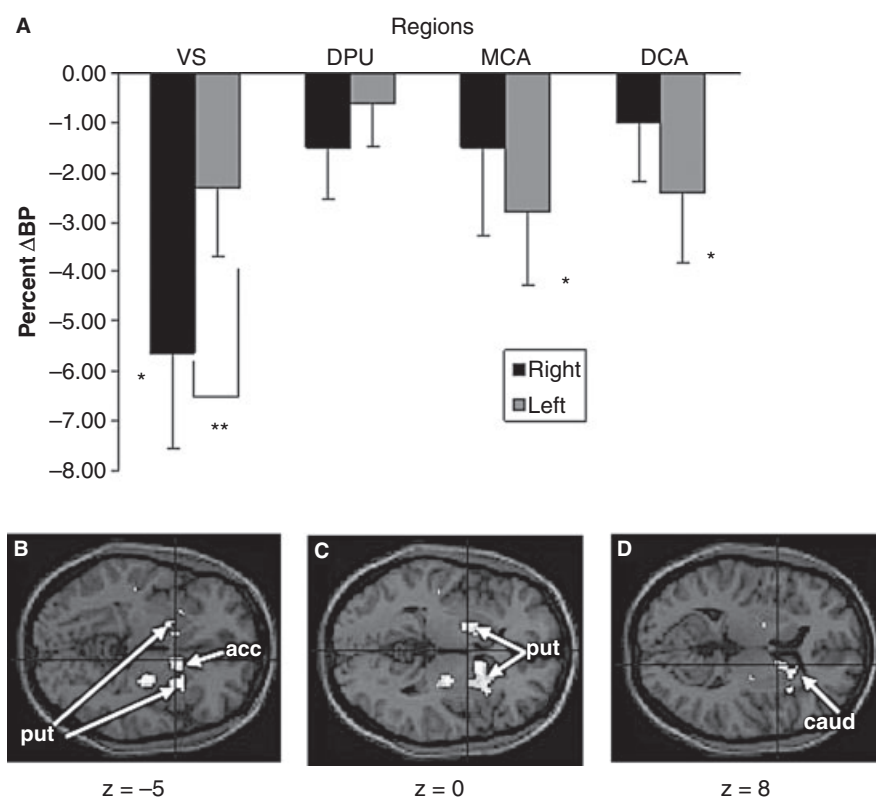 A
Regions
VS DPU MCA DCA
0.00
–1.00
–2.00
–3.00
–4.00
–5.00
–6.00
–7.00
–8.00
Percent ΔBP
*
**
*
*
Right
Left
B
acc
put
z = –5
C
put
z = 0
D
caud
z = 8